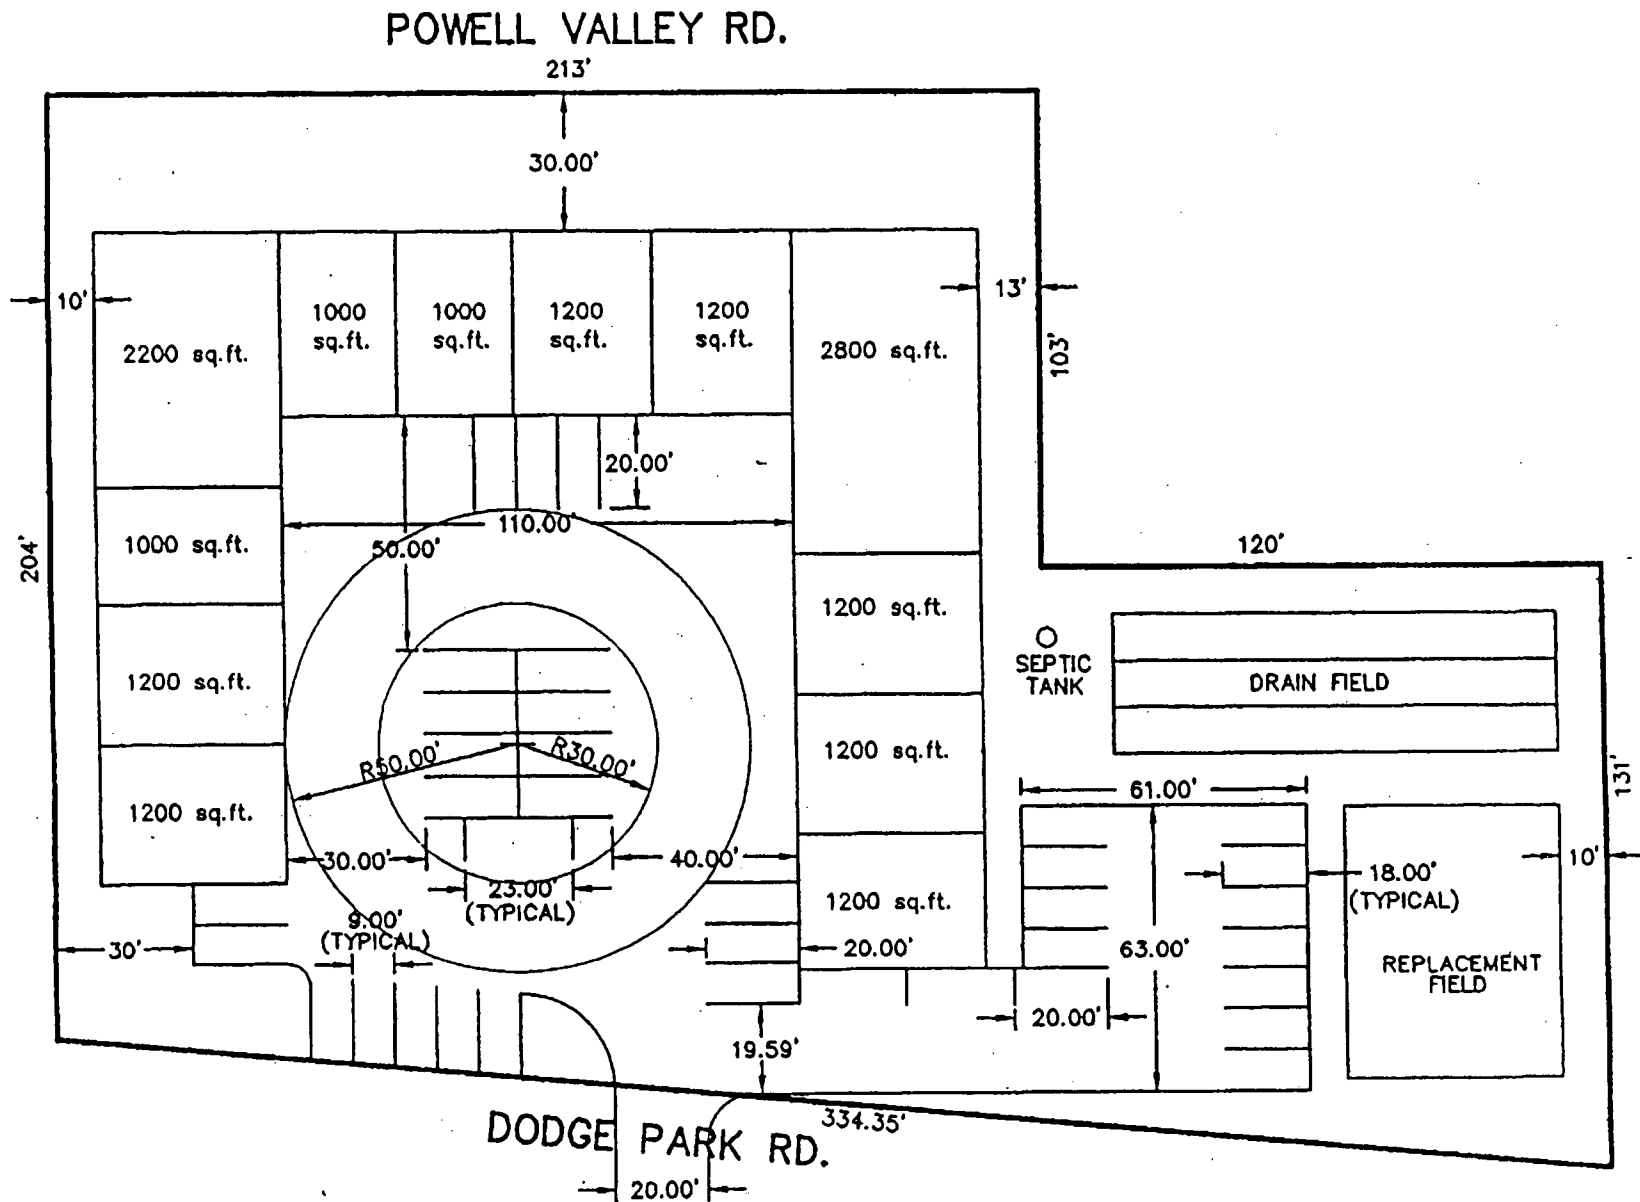 POWELL VALLEY RD.
213'
30.00'
10'
13'
1000
sq.ft.
1000
sq.ft.
1200
sq.ft.
1200
sq.ft.
2200 sq.ft.
2800 sq.ft.
103'
20.00'
110.00'
50.00'
1000 sq.ft.
204'
120'
1200 sq.ft.
SEPTIC
TANK
DRAIN FIELD
1200 sq.ft.
1200 sq.ft.
R50.00'
R30.00'
131'
61.00'
1200 sq.ft.
30.00'
40.00'
10'
18.00'
(TYPICAL)
23.00'
(TYPICAL)
1200 sq.ft.
9.00'
(TYPICAL)
30'
20.00'
63.00'
REPLACEMENT
FIELD
20.00'
19.59'
334.35'
DODGE PARK RD.
20.00'